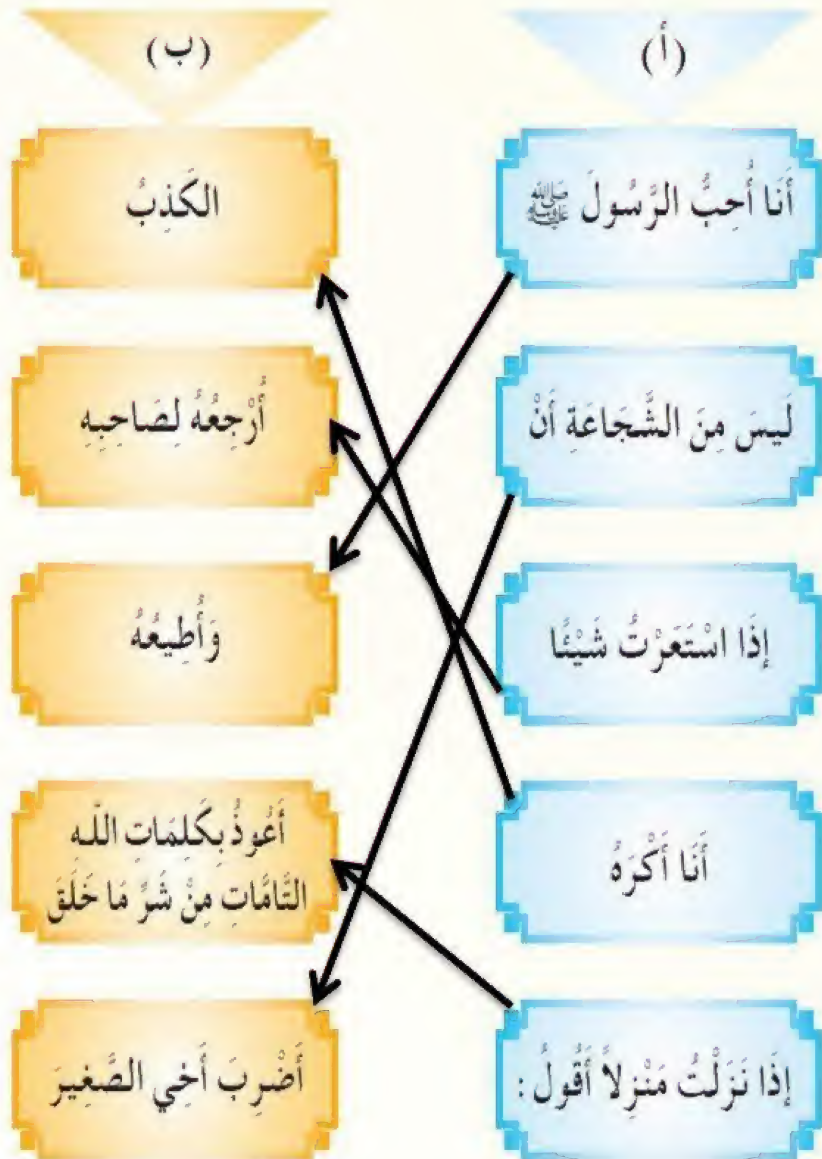 (أ)
(ب)
أَنَا أُحِبُّ الرَّسُولَ ﷺ
الكَذِبُ
لَيسَ مِنَ الشَّجَاعَةِ أَنْ
أُرْجِعُهُ لِصَاحِبِهِ
إِذَا اسْتَعَرْتُ شَيْئًا
وَأُطِيعُهُ
أَنَا أَكْرَهُ
أَعُوذُ بِكَلِمَاتِ اللَّهِ
التَّامَّاتِ مِنْ شَرِّ مَا خَلَقَ
إِذَا نَزَلْتُ مَنْزِلاً أَقُولُ :
أَضْرِبَ أَخِي الصَّغِيرَ